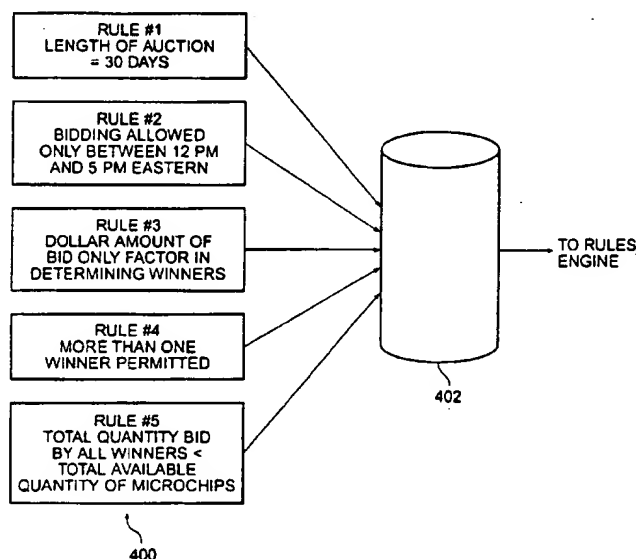 RULE #1
LENGTH OF AUCTION
= 30 DAYS
RULE #2
BIDDING ALLOWED
ONLY BETWEEN 12 PM
AND 5 PM EASTERN
RULE #3
DOLLAR AMOUNT OF
BID ONLY FACTOR IN
DETERMINING WINNERS
RULE #4
MORE THAN ONE
WINNER PERMITTED
RULE #5
TOTAL QUANTITY BID
BY ALL WINNERS <
TOTAL AVAILABLE
QUANTITY OF MICROCHIPS
400
402
TO RULES
ENGINE